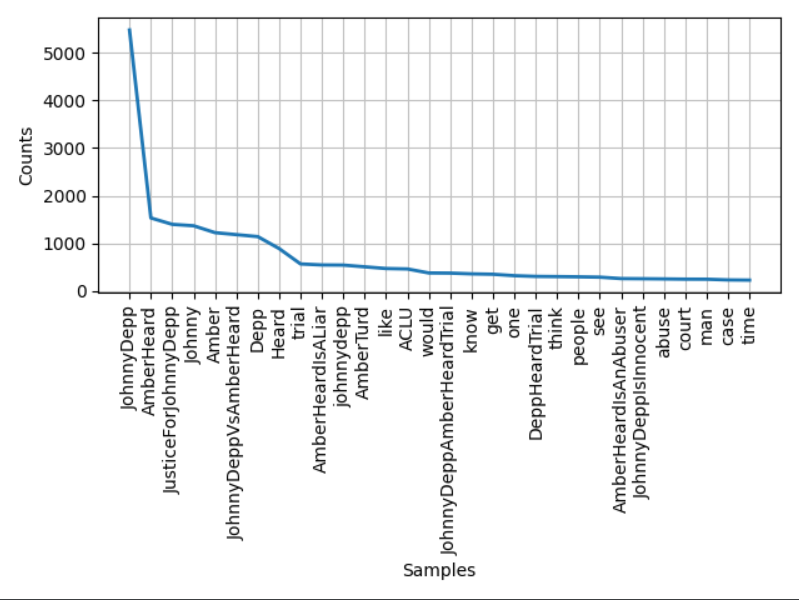 5000
4000
3000
2000
1000
0
Counts
JohnnyDepp
AmberHeard
JusticeForJohnnyDepp
Johnny
Amber
JohnnyDeppVsAmberHeard
Depp
Heard
trial
AmberHeardIsALiar
johnnydepp
AmberTurd
like
ACLU
would
JohnnyDeppAmberHeardTrial
know
get
one
DeppHeardTrial
think
people
see
AmberHeardIsAnAbuser
JohnnyDeppIsInnocent
abuse
court
man
case
time
Samples